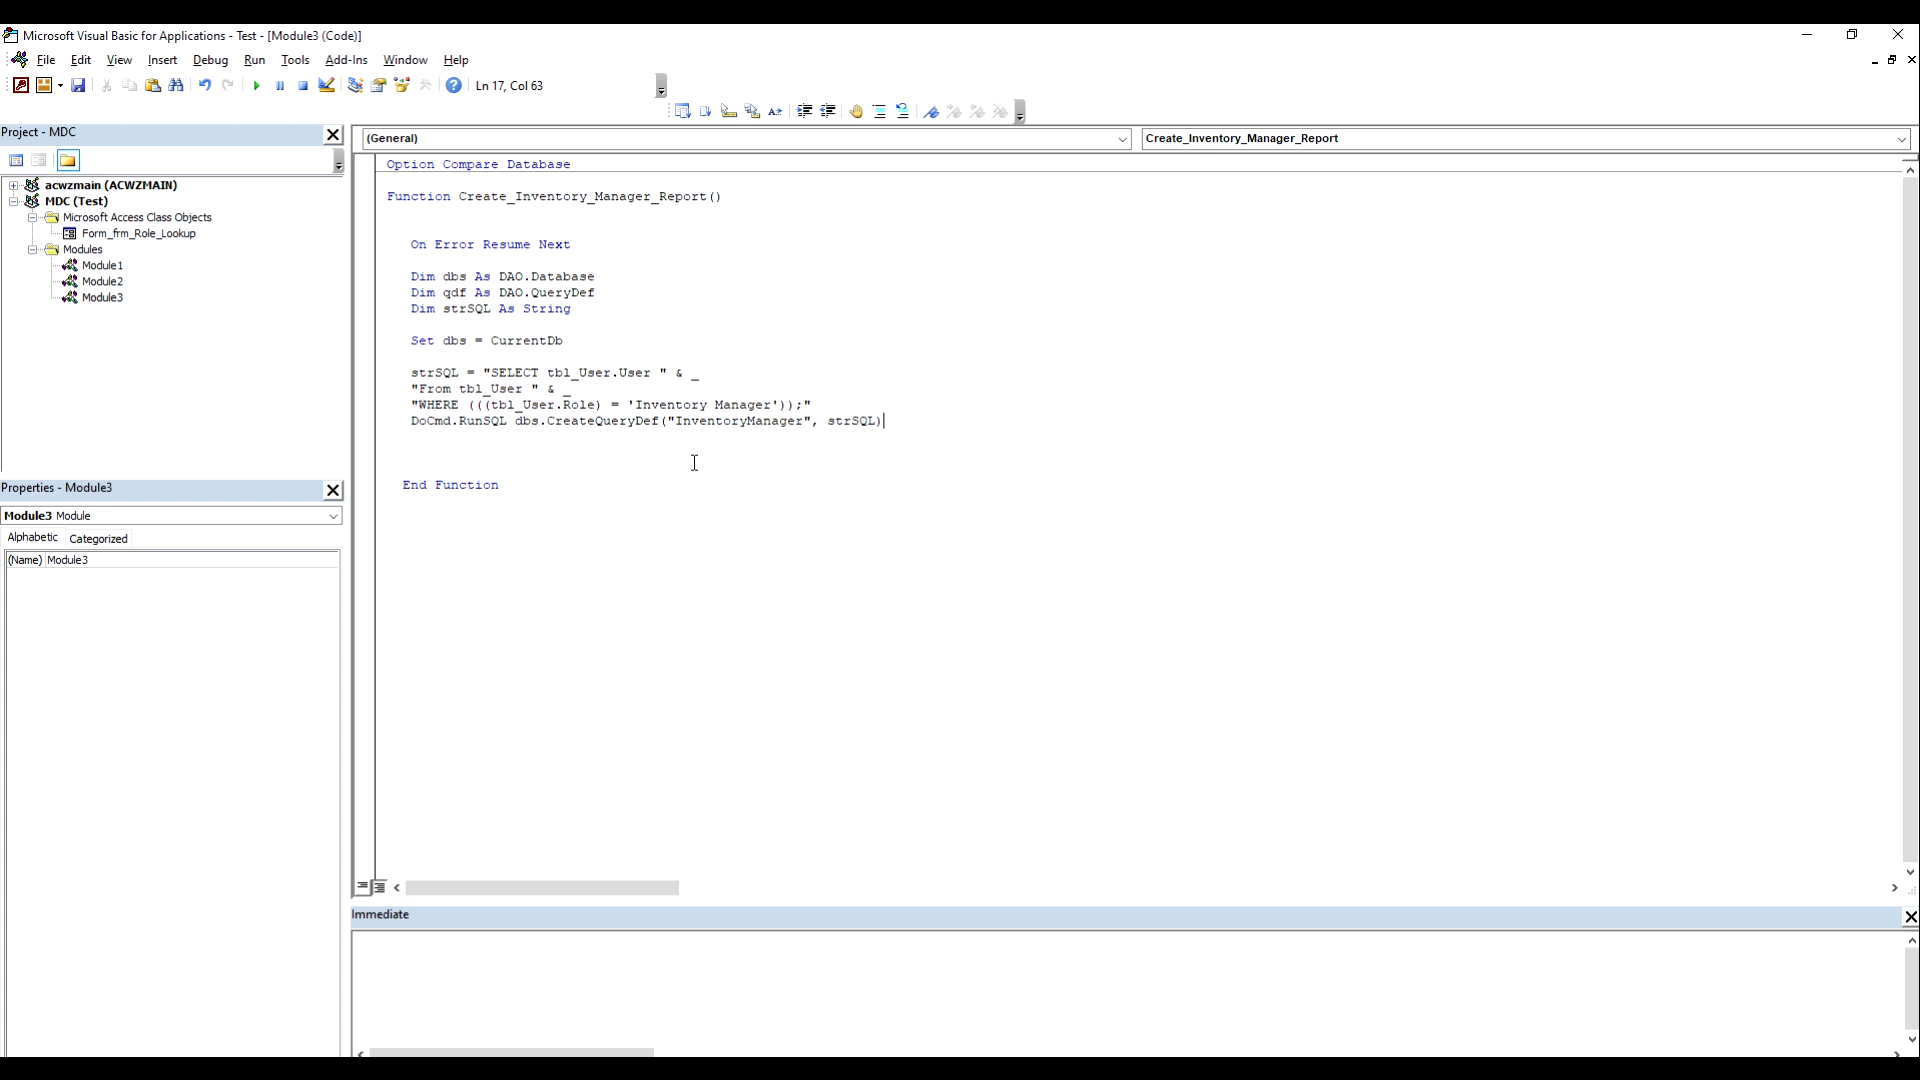 Microsoft Visual Basic for Applications - Test - [Module3 (Code)]
File Edit View Insert Debug Run Tools Add-Ins Window Help
Ln 17, Col 63
Project - MDC
(General)
Create_Inventory_Manager_Report
acwzmain (ACWZMAIN)
MDC (Test)
Microsoft Access Class Objects
Form_frm_Role_Lookup
Modules
Module1
Module2
Module3
Option Compare Database
Function Create_Inventory_Manager_Report()
On Error Resume Next
Dim dbs As DAO.Database
Dim qdf As DAO.QueryDef
Dim strSQL As String
Set dbs = CurrentDb
strSQL = "SELECT tbl_User.User " & _
"From tbl_User " & _
"WHERE (((tbl_User.Role) = 'Inventory Manager'));"
DoCmd.RunSQL dbs.CreateQueryDef("InventoryManager", strSQL)
End Function
Properties - Module3
Module3 Module
Alphabetic Categorized
(Name) Module3
Immediate